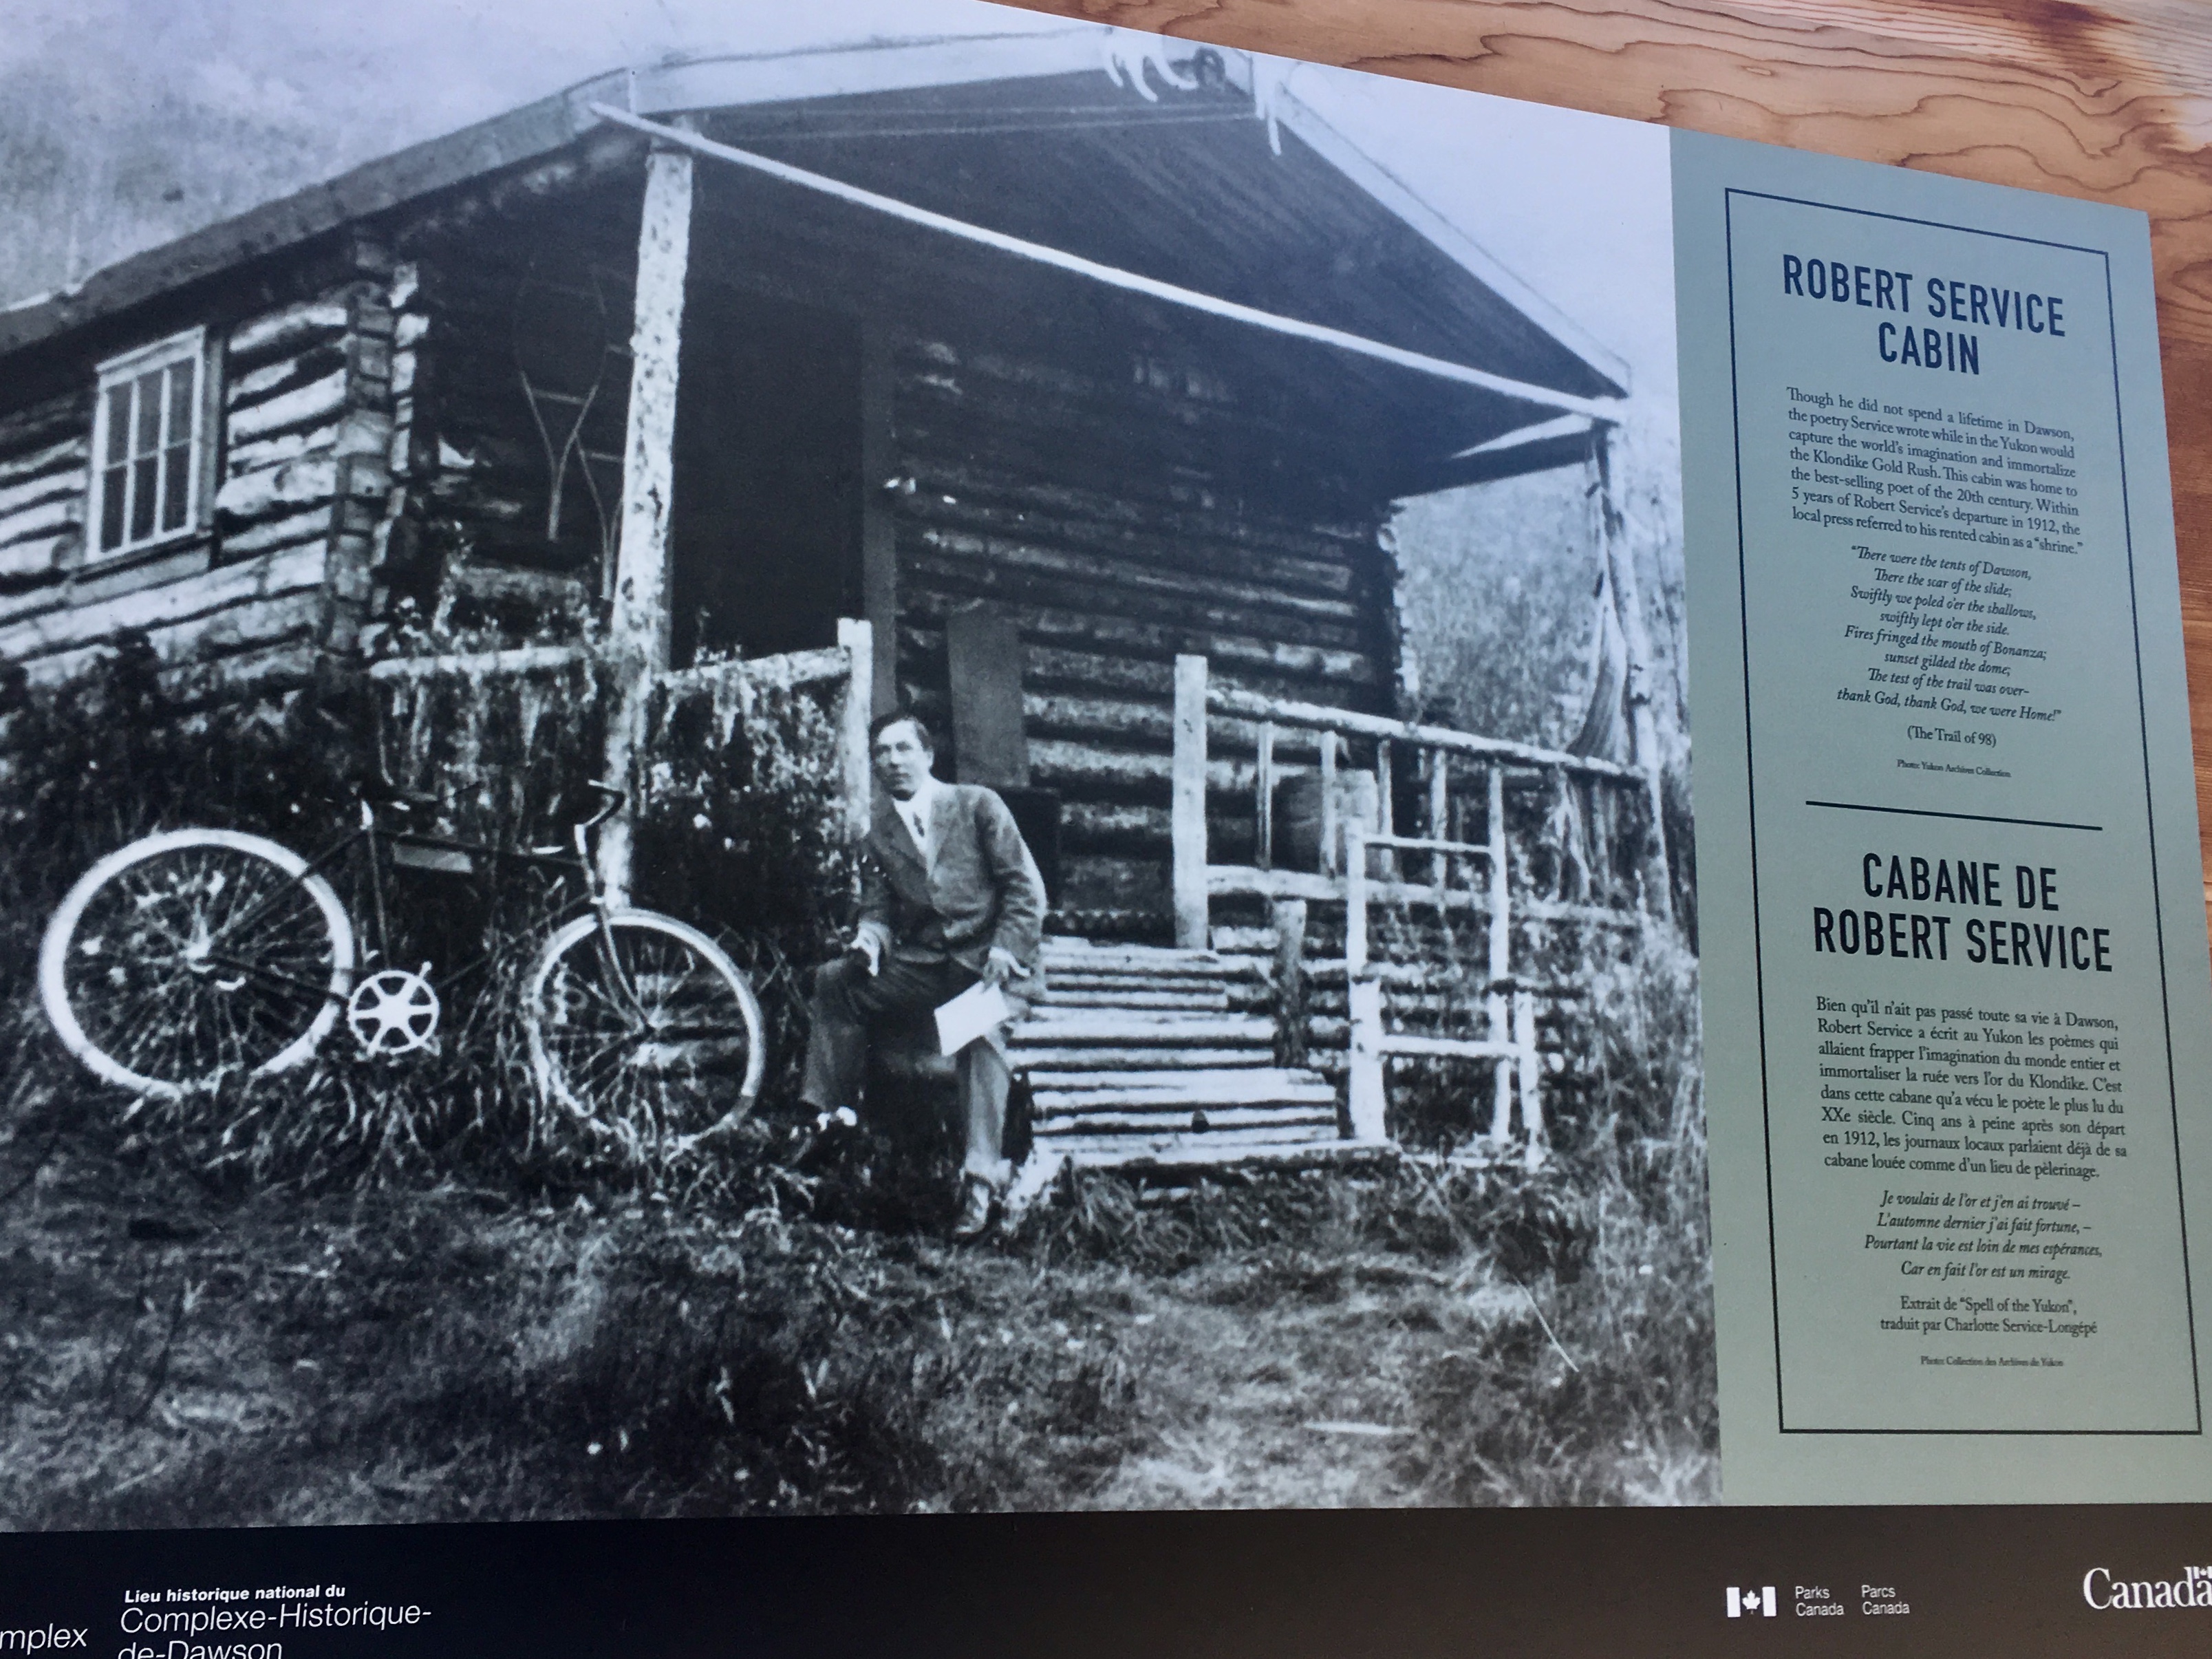 ROBERT SERVICE
CABIN
Though he did not spend a lifetime in Dawson,
the poetry Service wrote while in the Yukon would
capture the world's imagination and immortalize
the Klondike Gold Rush. This cabin was home to
the best-selling poet of the 20th century. Within
5 years of Robert Service's departure in 1912, the
local press referred to his rented cabin as a "shrine."
"There were the tents of Dawson,
There the scar of the slide;
Swiftly we poled o'er the shallows,
swiftly lept o'er the side.
Fires fringed the mouth of Bonanza;
sunset gilded the dome;
The test of the trail was over–
thank God, thank God, we were Home!"
(The Trail of 98)
Photo: Yukon Archives Collection
CABANE DE
ROBERT SERVICE
Bien qu'il n'ait pas passé toute sa vie à Dawson,
Robert Service a écrit au Yukon les poèmes qui
allaient frapper l'imagination du monde entier et
immortaliser la ruée vers l'or du Klondike. C'est
dans cette cabane qu'a vécu le poète le plus lu du
XXe siècle. Cinq ans à peine après son départ
en 1912, les journaux locaux parlaient déjà de sa
cabane louée comme d'un lieu de pèlerinage.
Je voulais de l'or et j'en ai trouvé –
L'automne dernier j'ai fait fortune, –
Pourtant la vie est loin de mes espérances,
Car en fait l'or est un mirage.
Extrait de "Spell of the Yukon",
traduit par Charlotte Service-Longépé
Photo: Collection des Archives de Yukon
mplex
Lieu historique national du
Complexe-Historique-
de-Dawson
Parks
Canada
Parcs
Canada
Canada